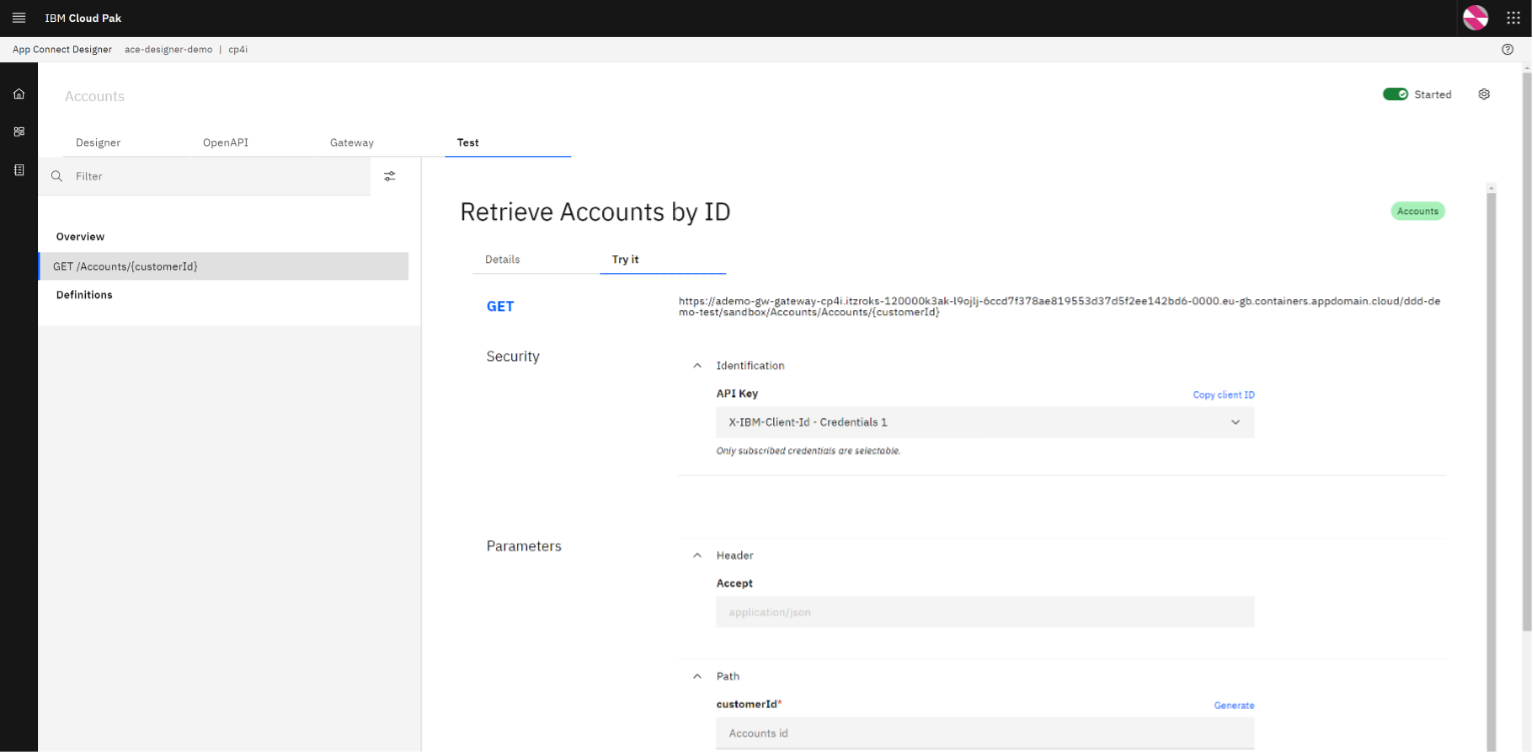 IBM Cloud Pak
App Connect Designer ace-designer-demo | cp4i
Accounts
Started
Designer OpenAPI Gateway Test
Filter
Overview
GET /Accounts/{customerId}
Definitions
Retrieve Accounts by ID
Accounts
Details Try it
GET
https://ademo-gw-gateway-cp4i.itzroks-120000k3ak-l9ojlj-6ccd7f378ae819553d37d5f2ee142bd6-0000.eu-gb.containers.appdomain.cloud/ddd-de
mo-test/sandbox/Accounts/Accounts/{customerId}
Security
Identification
API Key Copy client ID
X-IBM-Client-Id - Credentials 1
Only subscribed credentials are selectable.
Parameters
Header
Accept
application/json
Path
customerId* Generate
Accounts id